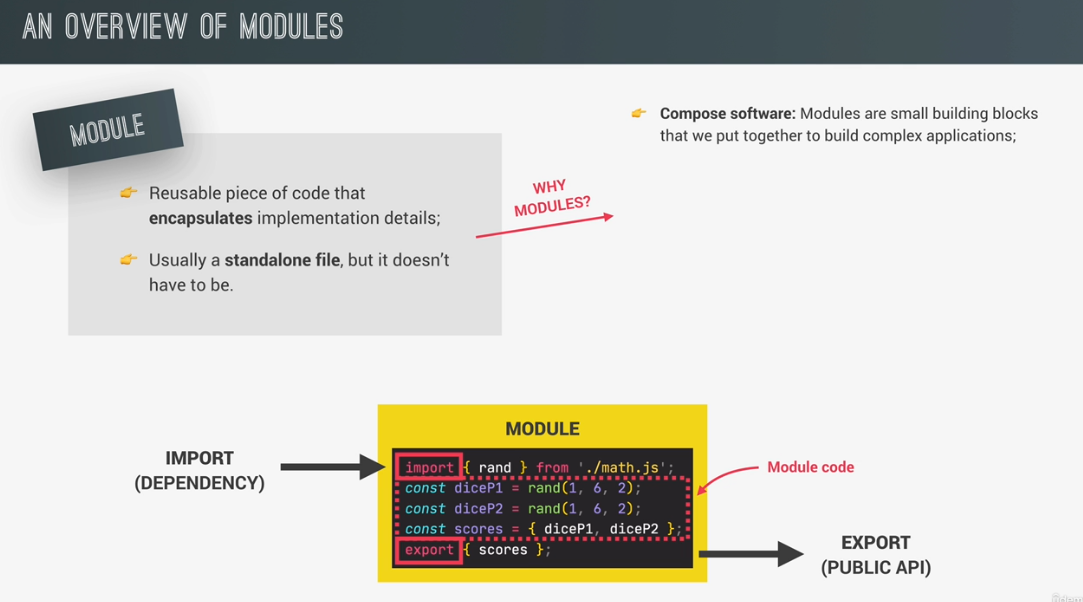 AN OVERVIEW OF MODULES
MODULE
👉 Reusable piece of code that
encapsulates implementation details;
👉 Usually a standalone file, but it doesn't
have to be.
WHY
MODULES?
👉 Compose software: Modules are small building blocks
that we put together to build complex applications;
IMPORT
(DEPENDENCY)
MODULE
import { rand } from './math.js';
const diceP1 = rand(1, 6, 2);
const diceP2 = rand(1, 6, 2);
const scores = { diceP1, diceP2 };
export { scores };
Module code
EXPORT
(PUBLIC API)